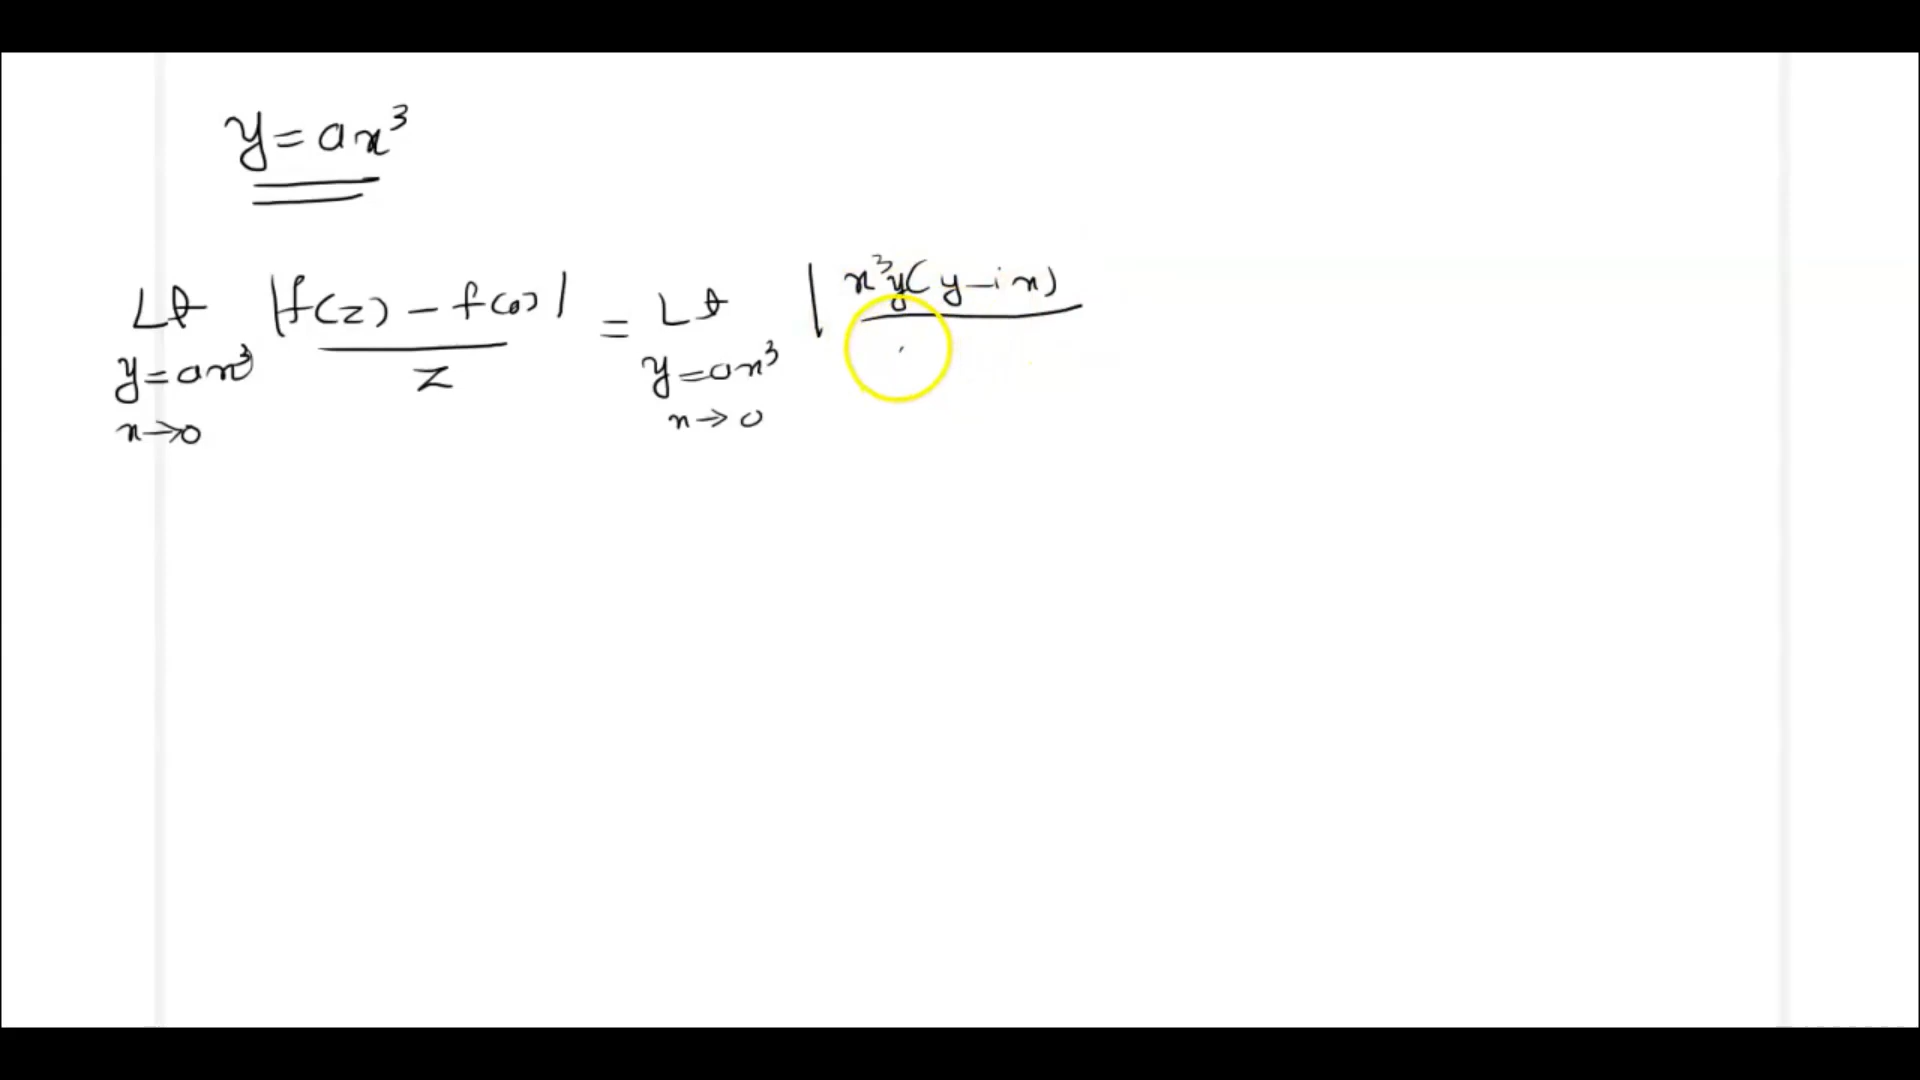 y = ax³
Lt |f(z) - f(0)| / z = Lt | x³y(y-ix)
y=ax³ y=ax³
x→0 x→0